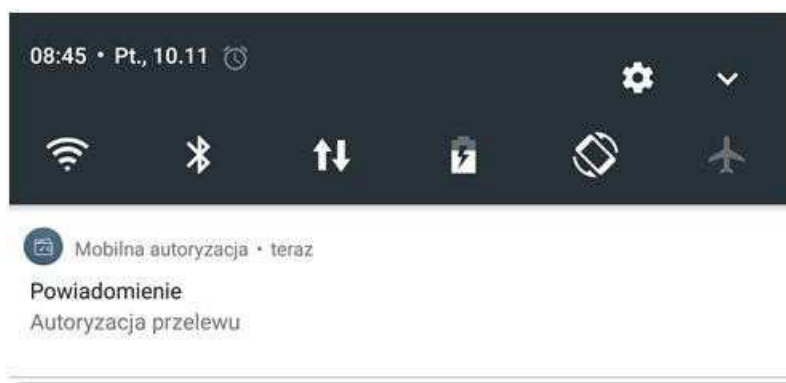 08:45 • Pt., 10.11
Mobilna autoryzacja • teraz
Powiadomienie
Autoryzacja przelewu